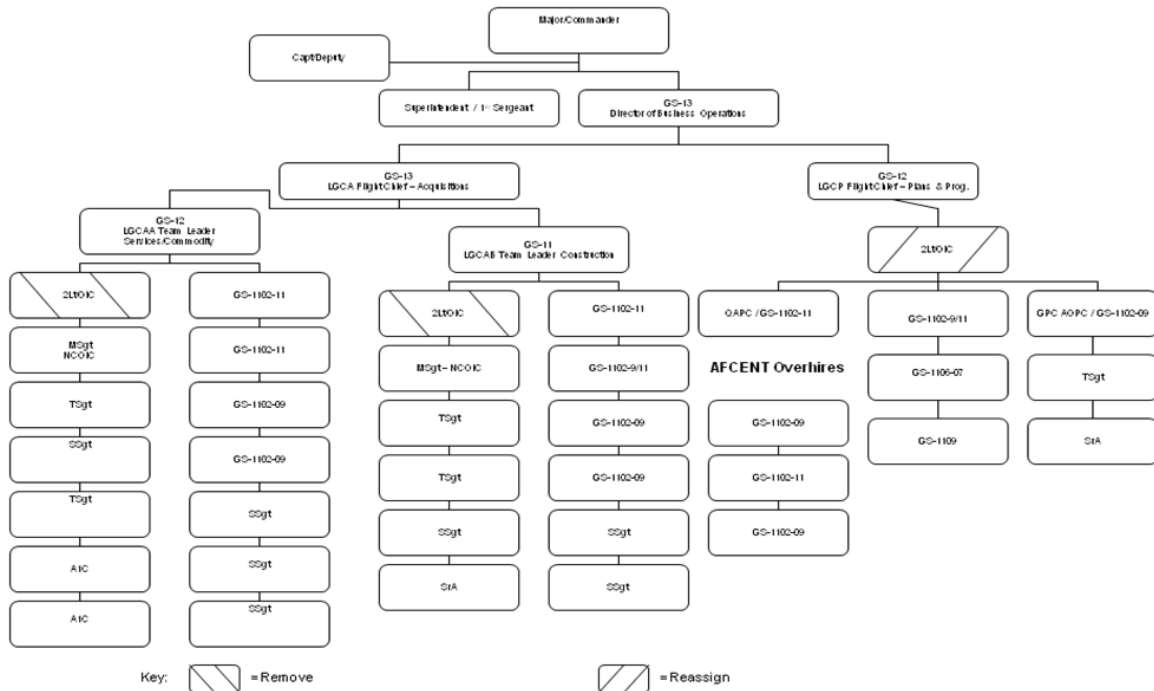 Major/Commander
Capt/Deputy
Superintendent / 1st Sergeant
GS-13
Director of Business Operations
GS-13
LGCA Flight Chief – Acquisitions
GS-12
LGCP Flight Chief – Plans & Prog.
GS-12
LGCAA Team Leader
Services/Commodity
GS-11
LGCAB Team Leader Construction
2Lt OIC
2Lt OIC
GS-1102-11
2Lt OIC
GS-1102-11
QAPC / GS-1102-11
GS-1102-9/11
GPC AOPC / GS-1102-09
MSgt
NCOIC
GS-1102-11
MSgt – NCOIC
GS-1102-9/11
AFCENT Overhires
GS-1106-07
TSgt
TSgt
GS-1102-09
TSgt
GS-1102-09
GS-1102-09
GS-1109
SrA
SSgt
GS-1102-09
TSgt
GS-1102-09
GS-1102-11
TSgt
SSgt
SSgt
SSgt
GS-1102-09
A1C
SSgt
SrA
SSgt
A1C
SSgt
Key:
=Remove
=Reassign